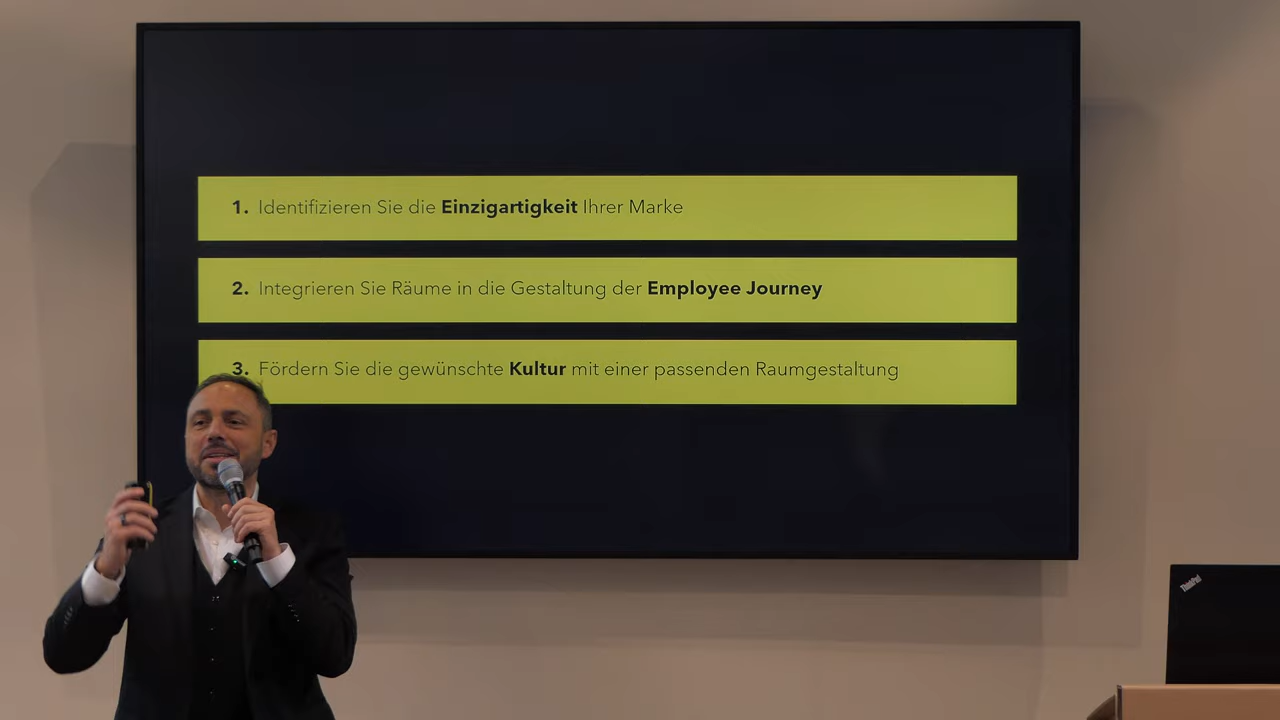 1. Identifizieren Sie die Einzigartigkeit Ihrer Marke
2. Integrieren Sie Räume in die Gestaltung der Employee Journey
3. Fördern Sie die gewünschte Kultur mit einer passenden Raumgestaltung
ThinkPad